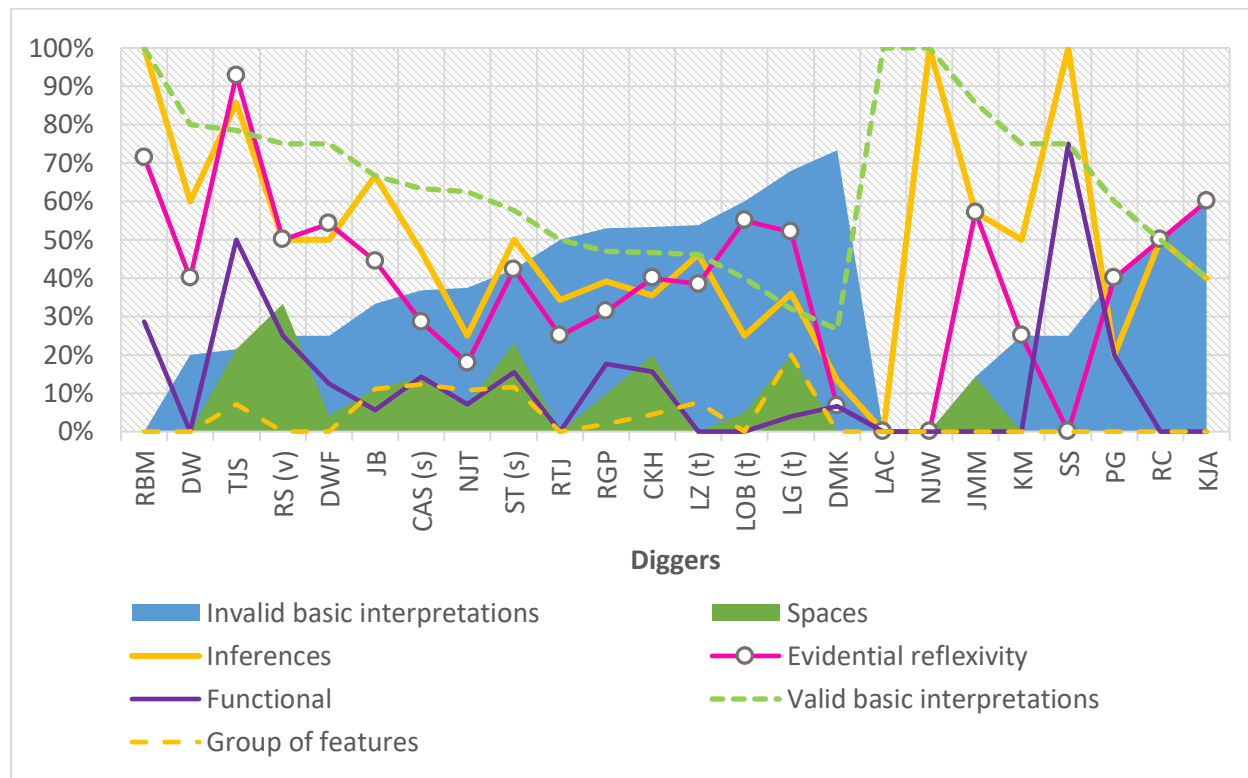 100%
90%
80%
70%
60%
50%
40%
30%
20%
10%
0%
RBM
DW
TJS
RS (v)
DWF
JB
CAS (s)
NJT
ST (s)
RTJ
RGP
CKH
LZ (t)
LOB (t)
LG (t)
DMK
LAC
NJW
JMM
KM
SS
PG
RC
KJA
Diggers
Invalid basic interpretations
Spaces
Inferences
Evidential reflexivity
Functional
Valid basic interpretations
Group of features